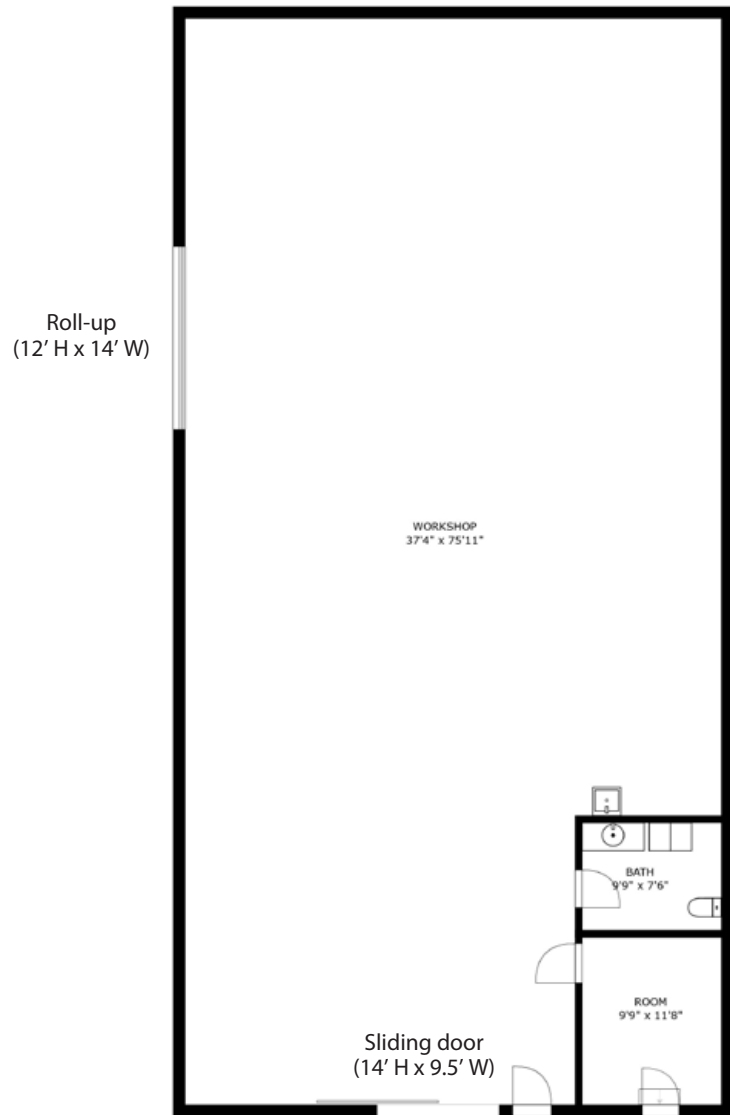 Roll-up
(12’ H x 14’ W)
WORKSHOP
37'4" x 75'11"
BATH
9'9" x 7'6"
ROOM
9'9" x 11'8"
Sliding door
(14’ H x 9.5’ W)